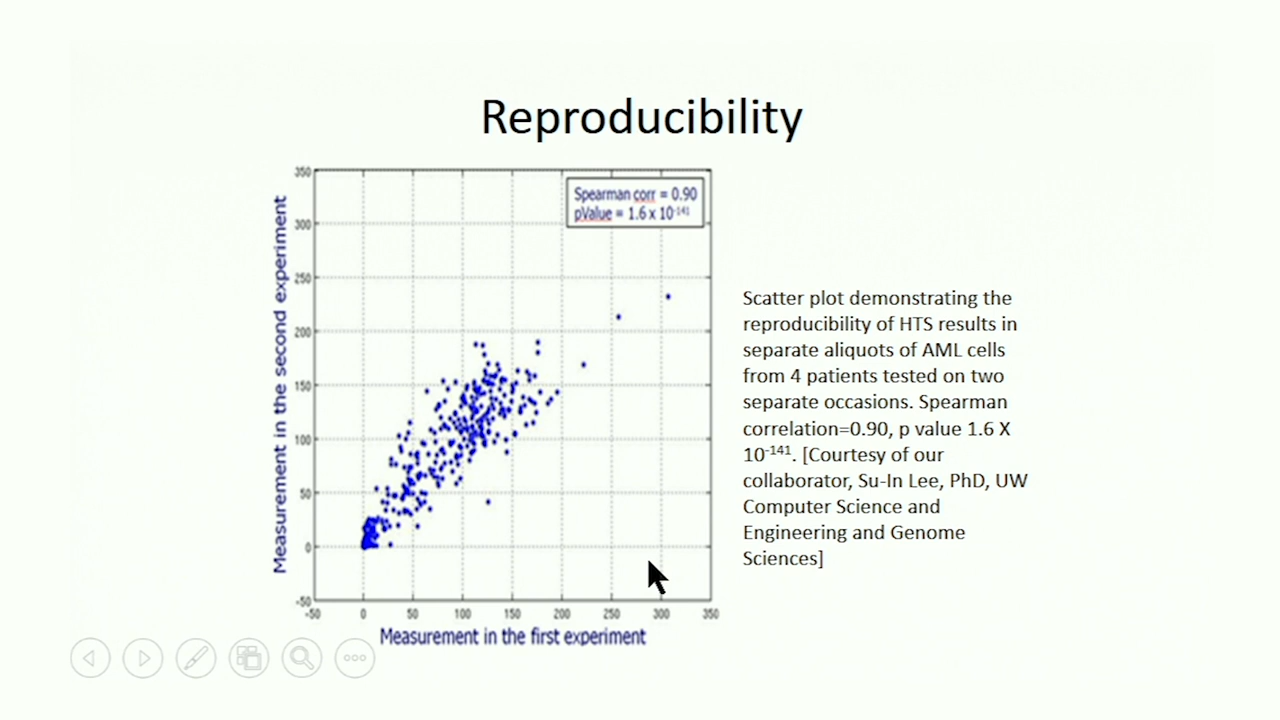 Reproducibility
350
300
250
200
150
100
50
0
-50
Measurement in the second experiment
Spearman corr = 0.90
pValue = 1.6 x 10-141
-50 0 50 100 150 200 250 300 350
Measurement in the first experiment
Scatter plot demonstrating the
reproducibility of HTS results in
separate aliquots of AML cells
from 4 patients tested on two
separate occasions. Spearman
correlation=0.90, p value 1.6 X
10-141. [Courtesy of our
collaborator, Su-In Lee, PhD, UW
Computer Science and
Engineering and Genome
Sciences]